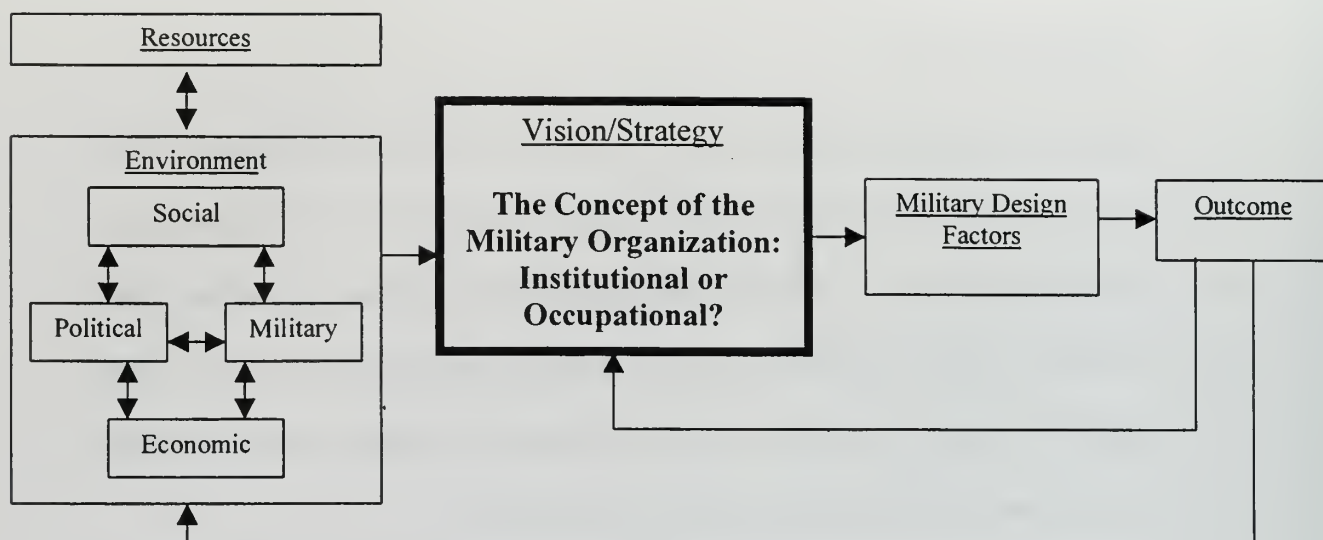 Resources
Environment
Social
Political
Military
Economic
Vision/Strategy
The Concept of the
Military Organization:
Institutional or
Occupational?
Military Design
Factors
Outcome